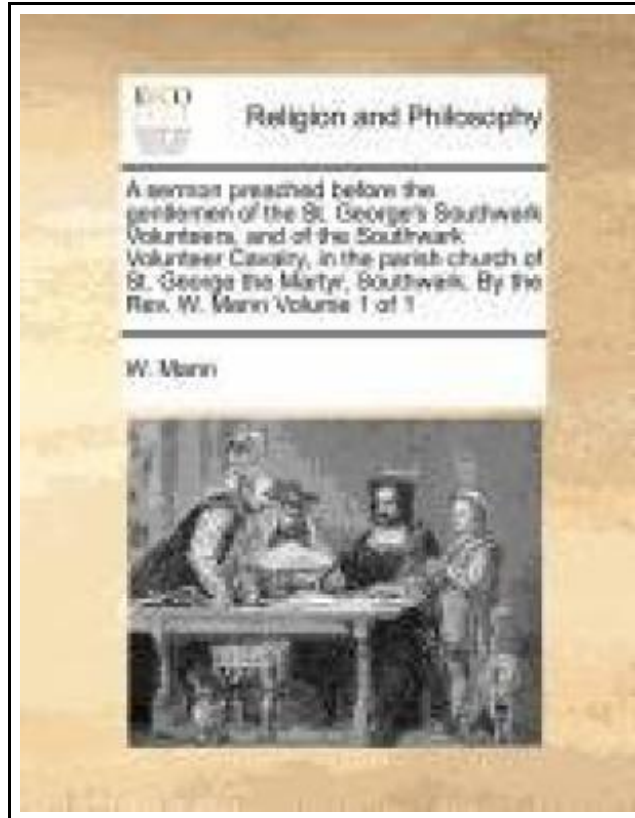 ECCO
Religion and Philosophy
A sermon preached before the
gentlemen of the St. George's Southwark
Volunteers, and of the Southwark
Volunteer Cavalry, in the parish church of
St. George the Martyr, Southwark. By the
Rev. W. Mann Volume 1 of 1
W. Mann